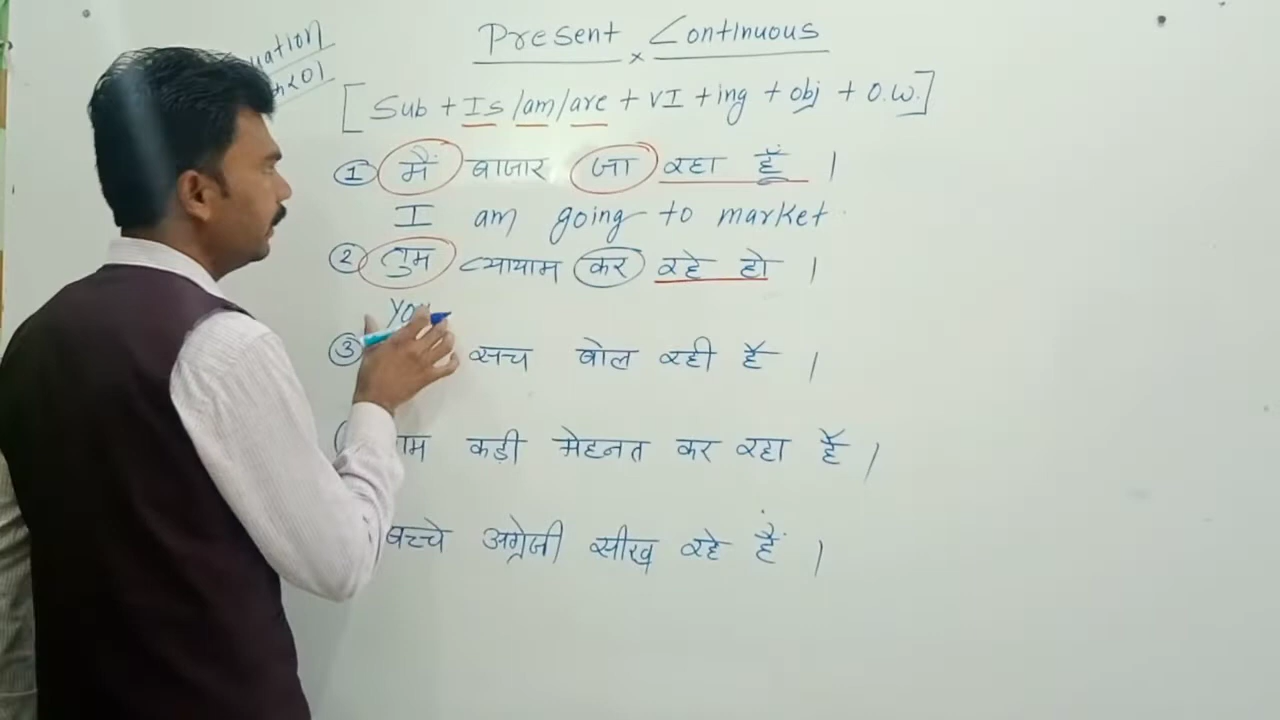 Present Continuous
[Sub + Is/am/are + VI + ing + obj + O.W.]
① मैं बाजार जा रहा हूँ ।
I am going to market.
② तुम व्यायाम कर रहे हो ।
③ सच बोल रही है ।
कड़ी मेहनत कर रहा है ।
बच्चे अंग्रेजी सीख रहे हैं ।